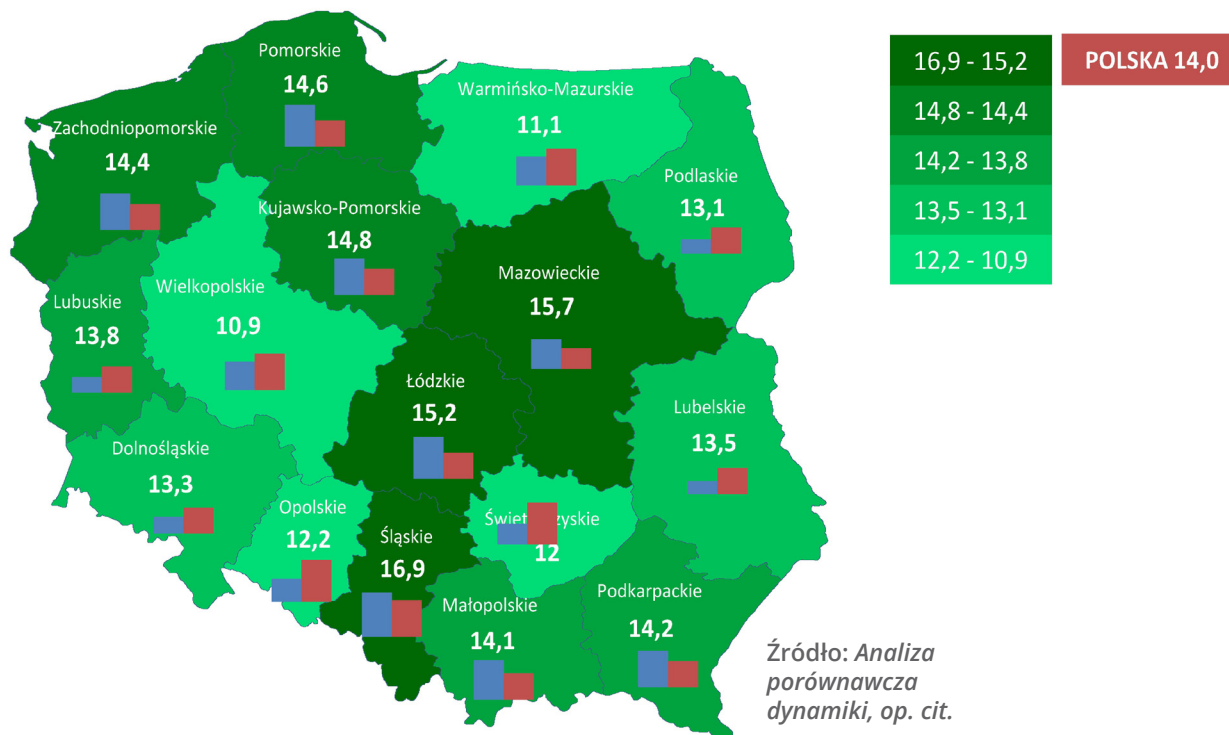 Pomorskie
14,6
Warmińsko-Mazurskie
11,1
Zachodniopomorskie
14,4
Podlaskie
13,1
Kujawsko-Pomorskie
14,8
Mazowieckie
15,7
Wielkopolskie
10,9
Lubuskie
13,8
Łódzkie
15,2
Lubelskie
13,5
Dolnośląskie
13,3
Opolskie
12,2
Śląskie
16,9
12
Małopolskie
14,1
Podkarpackie
14,2
16,9 - 15,2
14,8 - 14,4
14,2 - 13,8
13,5 - 13,1
12,2 - 10,9
POLSKA 14,0
Źródło: Analiza
porównawcza
dynamiki, op. cit.